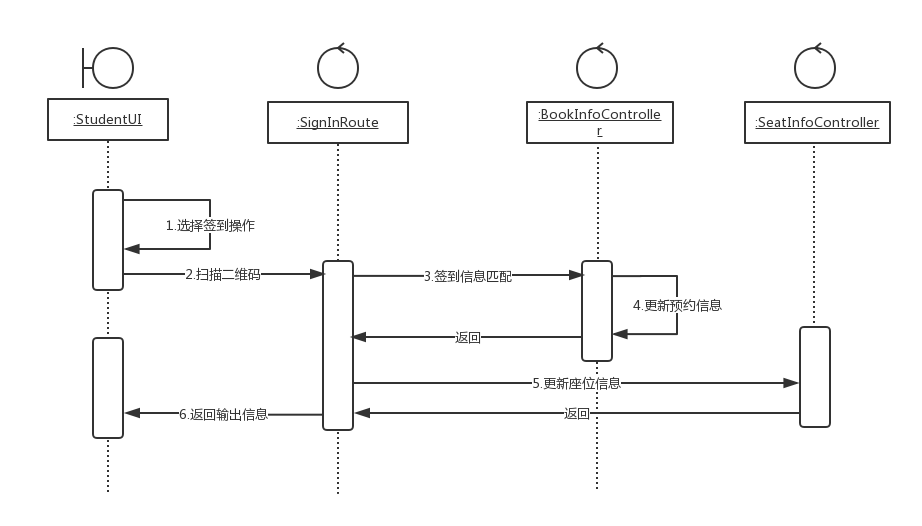 :StudentUI
:SignInRoute
:BookInfoControlle
r
:SeatInfoController
1.选择签到操作
2.扫描二维码
3.签到信息匹配
4.更新预约信息
返回
5.更新座位信息
6.返回输出信息
返回